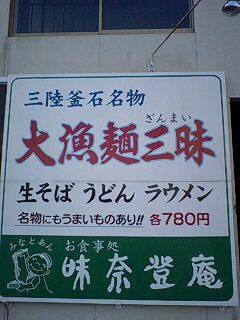 三陸釜石名物
ざんまい
大漁麺三昧
生そば うどん ラウメン
名物にもうまいものあり!! 各780円
みなとあん お食事処
味奈登庵